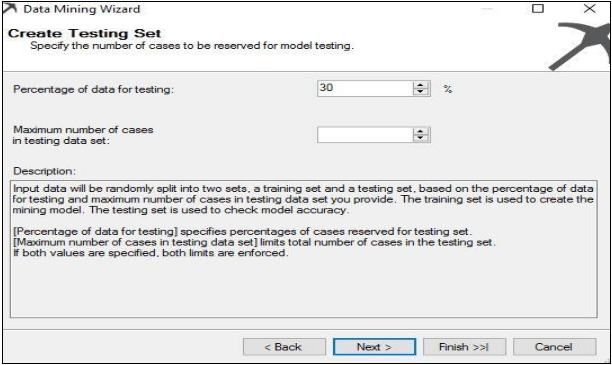 Data Mining Wizard
Create Testing Set
Specify the number of cases to be reserved for model testing.
Percentage of data for testing:
30
%
Maximum number of cases
in testing data set:
Description:
Input data will be randomly split into two sets, a training set and a testing set, based on the percentage of data
for testing and maximum number of cases in testing data set you provide. The training set is used to create the
mining model. The testing set is used to check model accuracy.
[Percentage of data for testing] specifies percentages of cases reserved for testing set.
[Maximum number of cases in testing data set] limits total number of cases in the testing set.
If both values are specified, both limits are enforced.
< Back
Next >
Finish >>|
Cancel